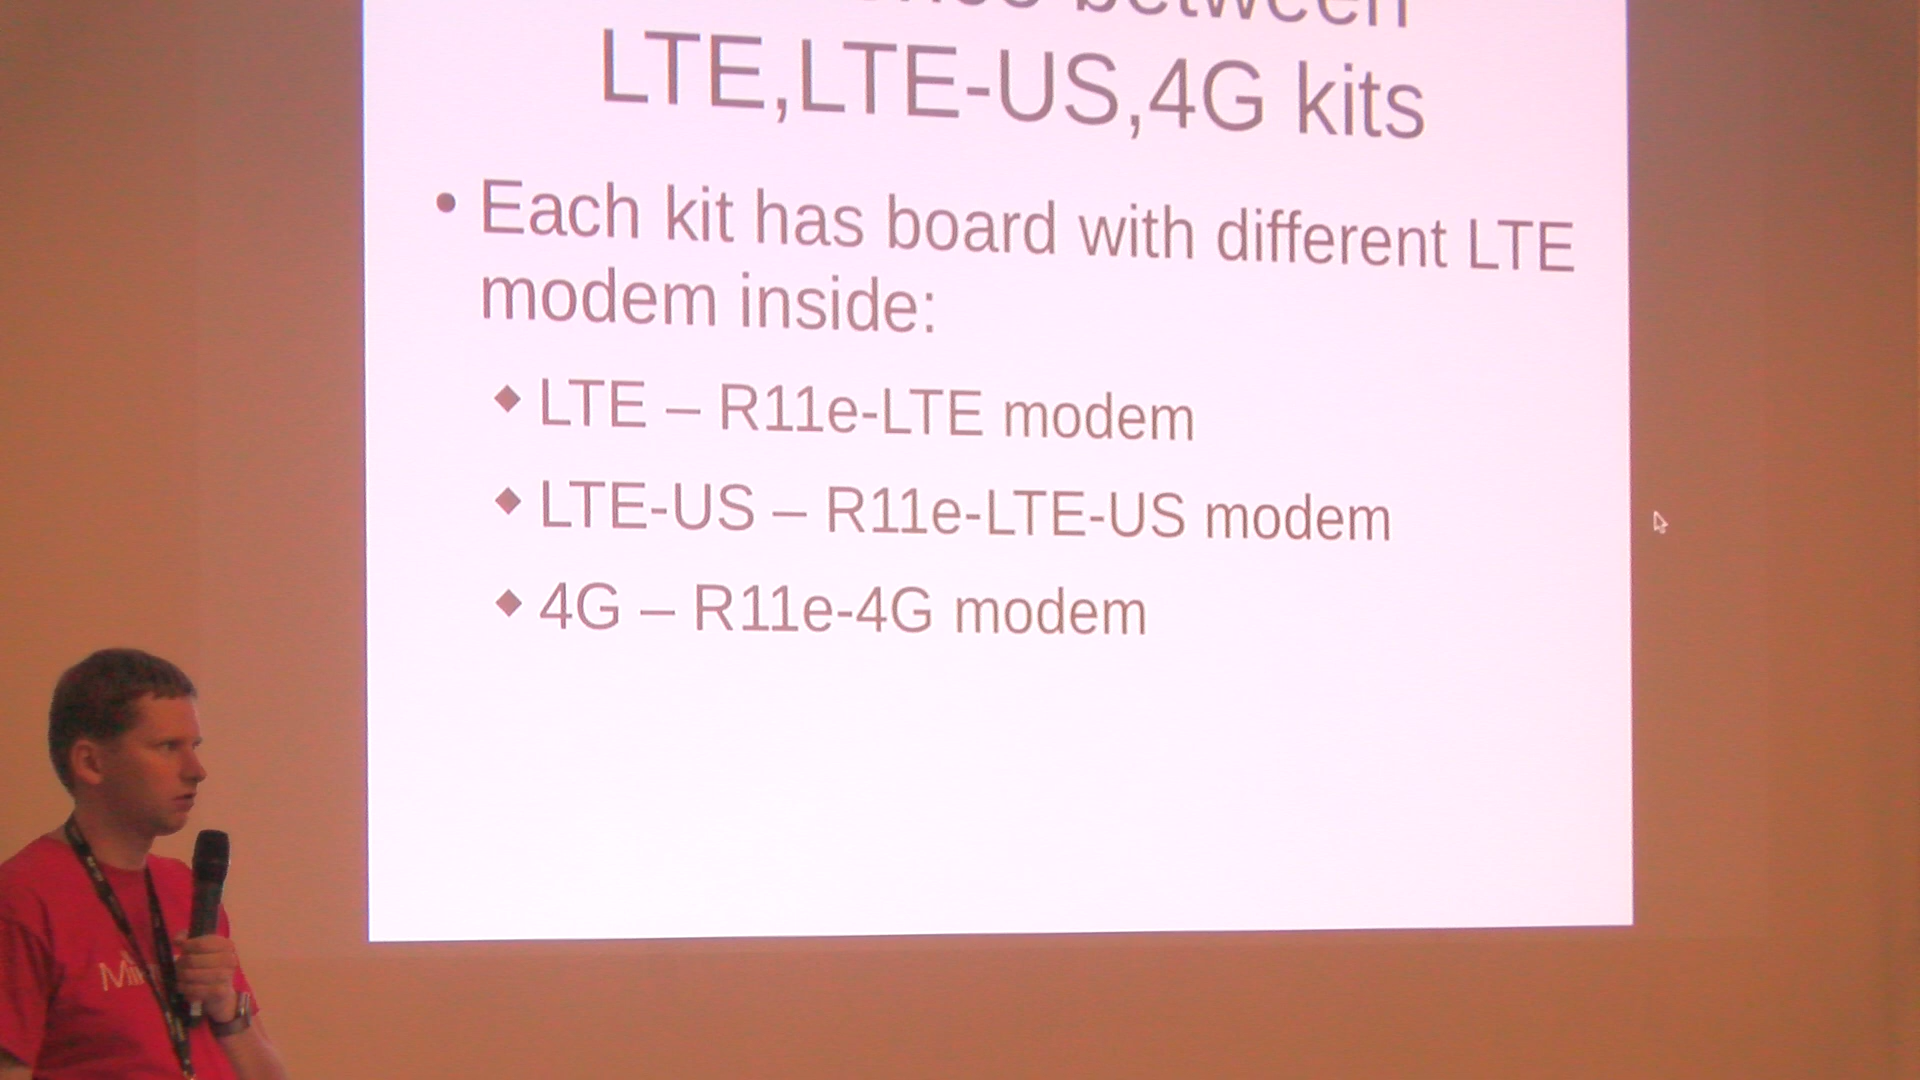 between
LTE,LTE-US,4G kits
• Each kit has board with different LTE
modem inside:
◆ LTE – R11e-LTE modem
◆ LTE-US – R11e-LTE-US modem
◆ 4G – R11e-4G modem